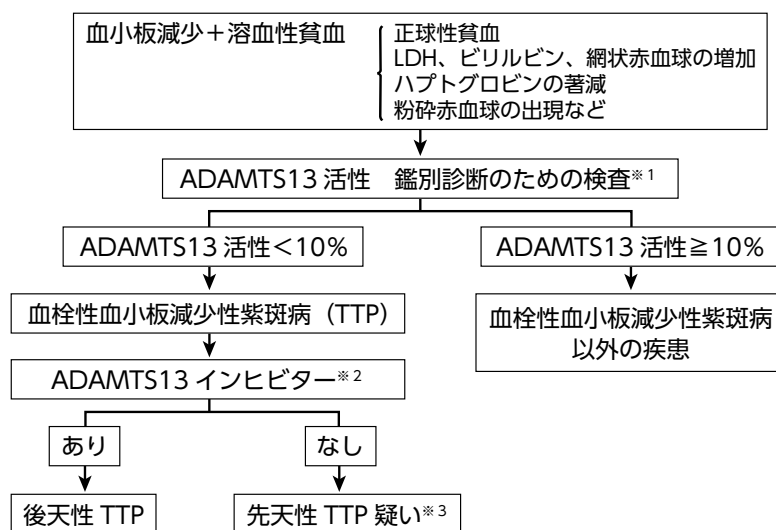 血小板減少+溶血性貧血
正球性貧血
LDH、ビリルビン、網状赤血球の増加
ハプトグロビンの著減
粉砕赤血球の出現など
ADAMTS13 活性　鑑別診断のための検査※1
ADAMTS13 活性<10%
ADAMTS13 活性≧10%
血栓性血小板減少性紫斑病(TTP)
血栓性血小板減少性紫斑病
以外の疾患
ADAMTS13 インヒビター※2
あり
なし
後天性 TTP
先天性 TTP 疑い※3